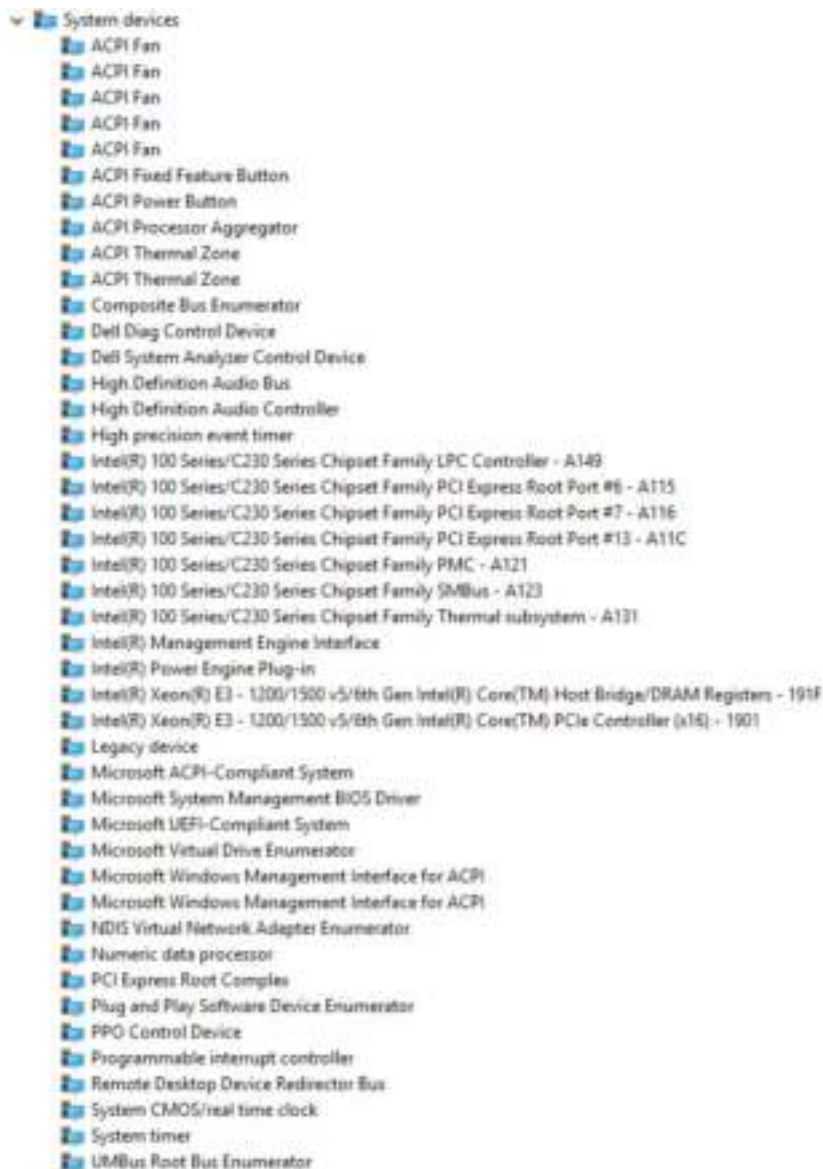 System devices
ACPI Fan
ACPI Fan
ACPI Fan
ACPI Fan
ACPI Fan
ACPI Fixed Feature Button
ACPI Power Button
ACPI Processor Aggregator
ACPI Thermal Zone
ACPI Thermal Zone
Composite Bus Enumerator
Dell Diag Control Device
Dell System Analyzer Control Device
High Definition Audio Bus
High Definition Audio Controller
High precision event timer
Intel(R) 100 Series/C230 Series Chipset Family LPC Controller - A149
Intel(R) 100 Series/C230 Series Chipset Family PCI Express Root Port #6 - A115
Intel(R) 100 Series/C230 Series Chipset Family PCI Express Root Port #7 - A116
Intel(R) 100 Series/C230 Series Chipset Family PCI Express Root Port #13 - A11C
Intel(R) 100 Series/C230 Series Chipset Family PMC - A121
Intel(R) 100 Series/C230 Series Chipset Family SMBus - A123
Intel(R) 100 Series/C230 Series Chipset Family Thermal subsystem - A131
Intel(R) Management Engine Interface
Intel(R) Power Engine Plug-in
Intel(R) Xeon(R) E3 - 1200/1500 v5/6th Gen Intel(R) Core(TM) Host Bridge/DRAM Registers - 191F
Intel(R) Xeon(R) E3 - 1200/1500 v5/6th Gen Intel(R) Core(TM) PCIe Controller (x16) - 1901
Legacy device
Microsoft ACPI-Compliant System
Microsoft System Management BIOS Driver
Microsoft UEFI-Compliant System
Microsoft Virtual Drive Enumerator
Microsoft Windows Management Interface for ACPI
Microsoft Windows Management Interface for ACPI
NDIS Virtual Network Adapter Enumerator
Numeric data processor
PCI Express Root Complex
Plug and Play Software Device Enumerator
PPO Control Device
Programmable interrupt controller
Remote Desktop Device Redirector Bus
System CMOS/real time clock
System timer
UMBus Root Bus Enumerator